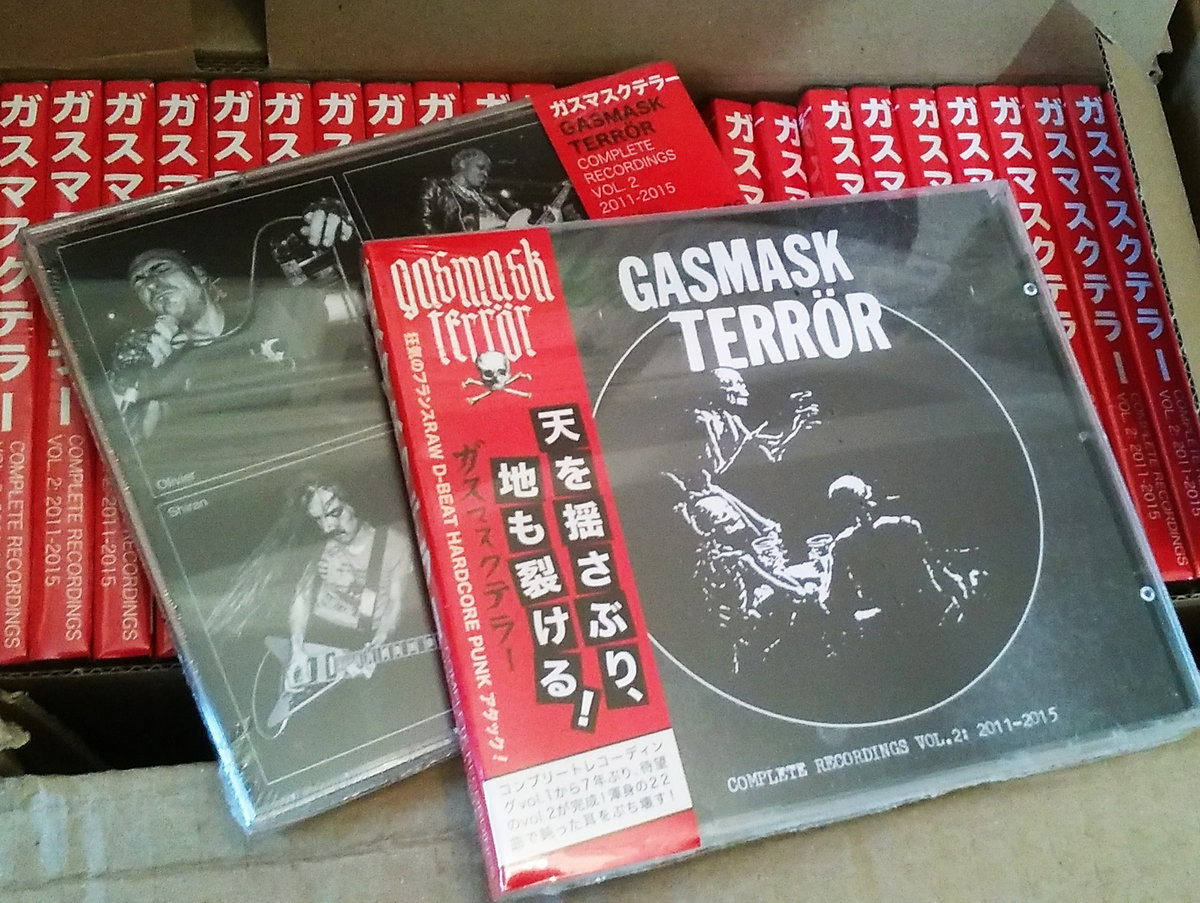 ガスマスクテラー
GASMASK
TERRÖR
COMPLETE
RECORDINGS
VOL. 2
2011-2015
Olivier
Shiran
gasmask
terrör
狂気のフランスRAW D-BEAT HARDCORE PUNK アタック!
ガスマスクテラー
天を揺さぶり、
地も裂ける!
コンプリートレコーディン
グvol.1から7年ぶり、待望
のvol.2が完成!渾身の22
曲で鈍った耳をぶち壊す!
GASMASK
TERRÖR
COMPLETE RECORDINGS VOL.2: 2011-2015
ガスマスクテラー
COMPLETE RECORDINGS
VOL. 2: 2011-2015
ガスマスクテラー
COMPLETE RECORDINGS
VOL. 2: 2011-2015